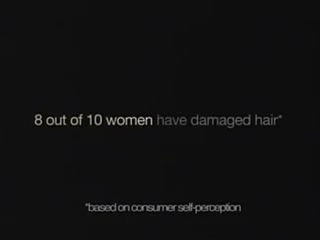 8 out of 10 women have damaged hair*
*based on consumer self-perception